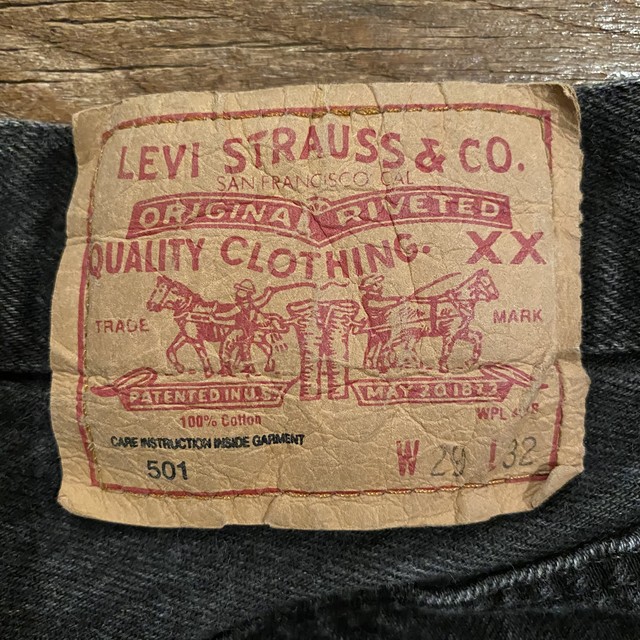 LEVI STRAUSS & CO.
SAN FRANCISCO, CAL
ORIGINAL RIVETED
QUALITY CLOTHING. XX
TRADE MARK
PATENTED IN U.S. MAY 20 1873
100% Cotton WPL
CARE INSTRUCTION INSIDE GARMENT
501 W 29 L 32